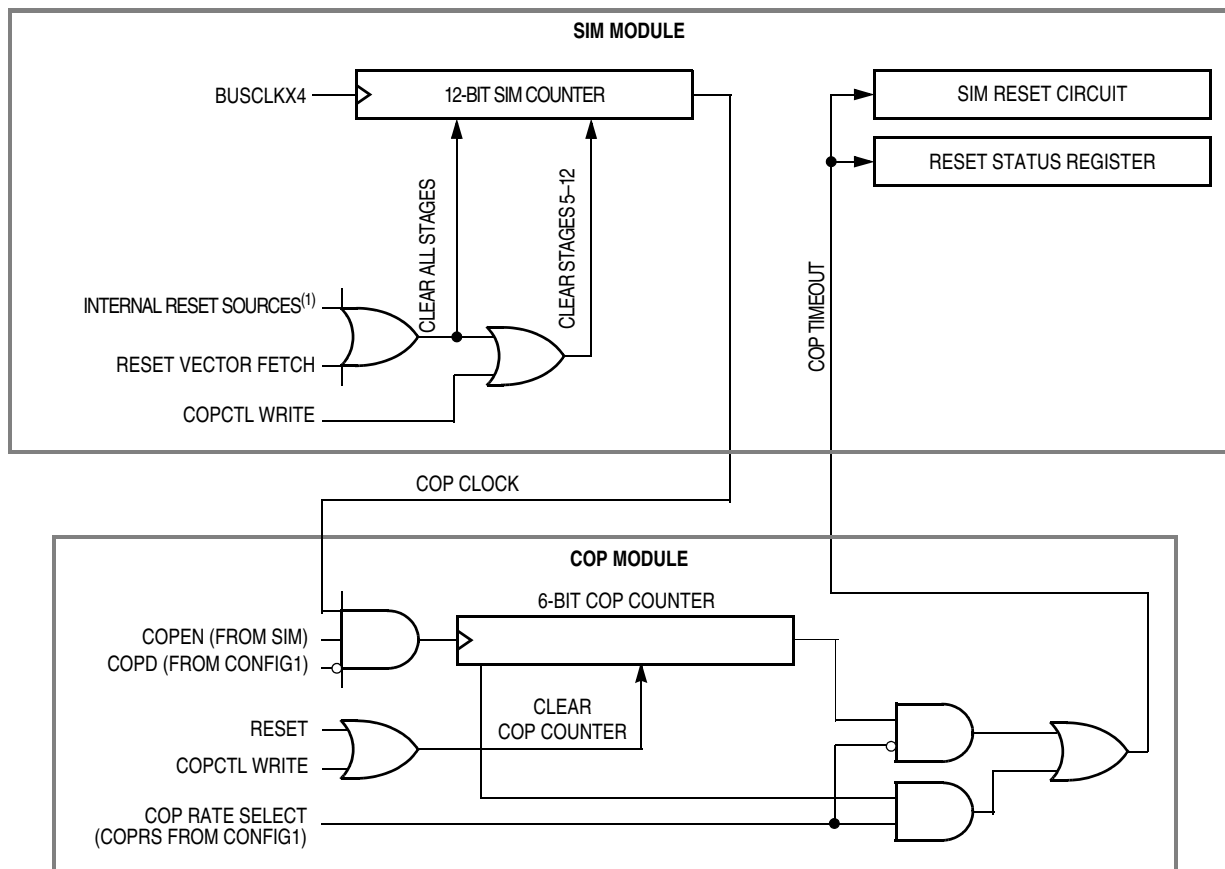 SIM MODULE
BUSCLKX4
12-BIT SIM COUNTER
SIM RESET CIRCUIT
RESET STATUS REGISTER
CLEAR ALL STAGES
CLEAR STAGES 5–12
INTERNAL RESET SOURCES(1)
RESET VECTOR FETCH
COPCTL WRITE
COP TIMEOUT
COP CLOCK
COP MODULE
6-BIT COP COUNTER
COPEN (FROM SIM)
COPD (FROM CONFIG1)
CLEAR
COP COUNTER
RESET
COPCTL WRITE
COP RATE SELECT
(COPRS FROM CONFIG1)